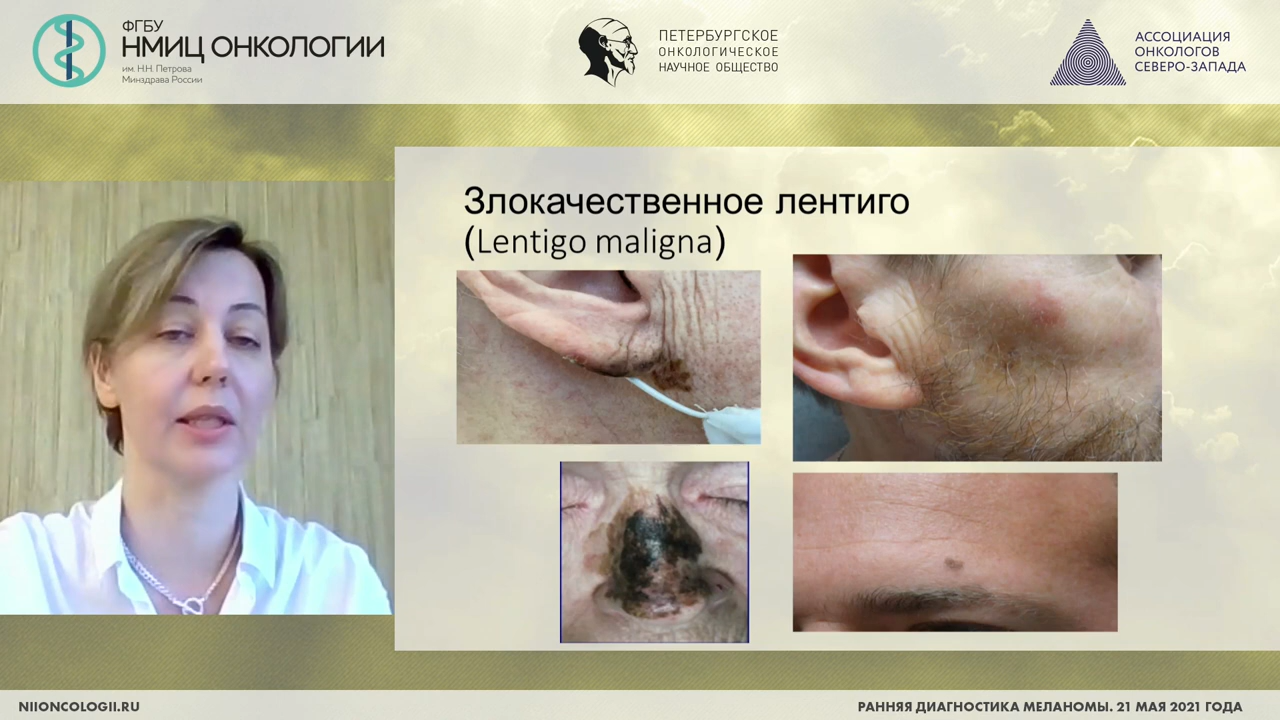 ФГБУ
НМИЦ ОНКОЛОГИИ
им. Н.Н. Петрова
Минздрава России
ПЕТЕРБУРГСКОЕ
ОНКОЛОГИЧЕСКОЕ
НАУЧНОЕ ОБЩЕСТВО
АССОЦИАЦИЯ
ОНКОЛОГОВ
СЕВЕРО-ЗАПАДА
Злокачественное лентиго
(Lentigo maligna)
NIIONCOLOGII.RU
РАННЯЯ ДИАГНОСТИКА МЕЛАНОМЫ. 21 МАЯ 2021 ГОДА